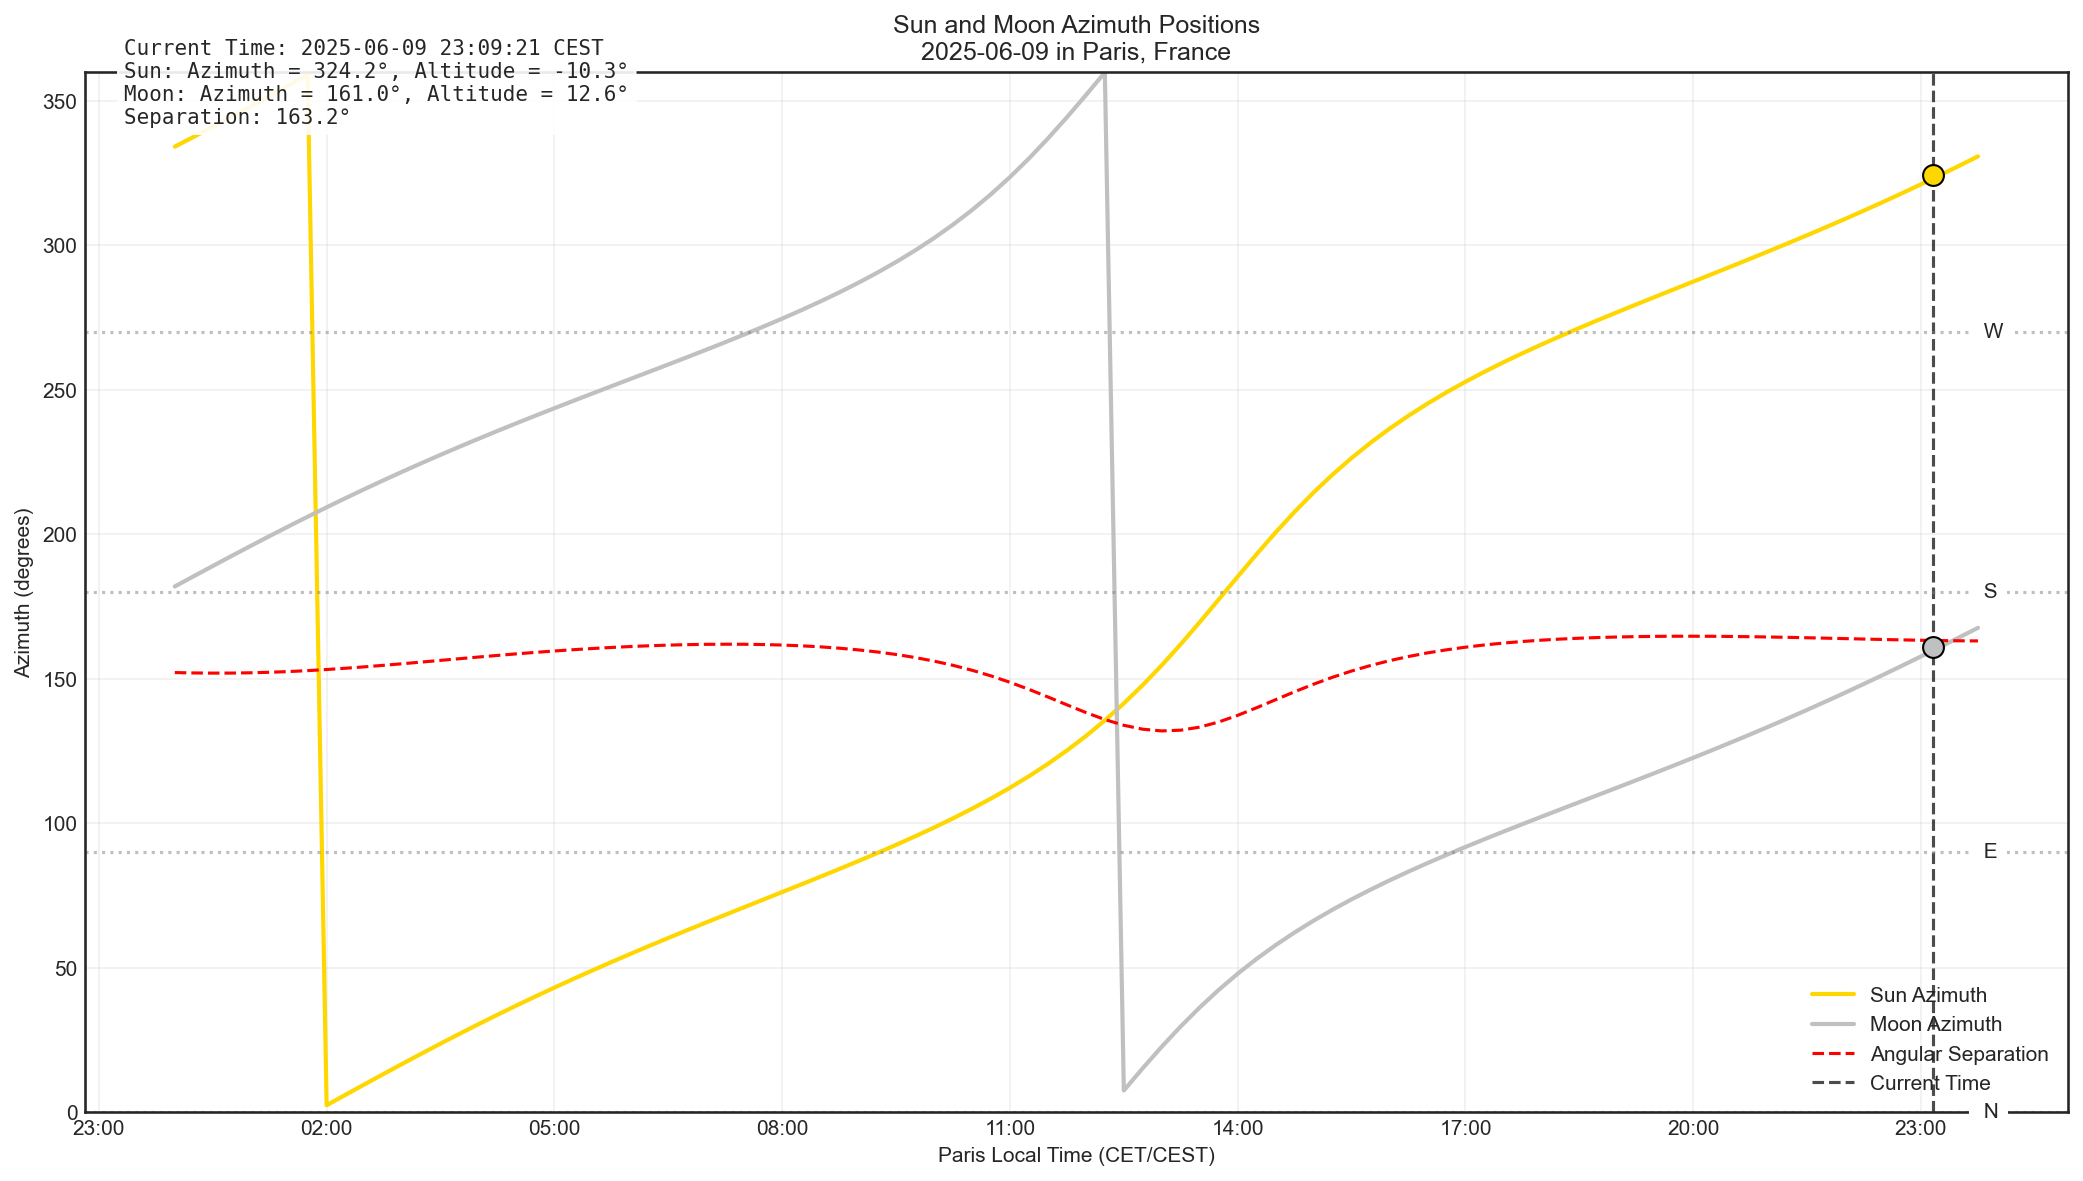 Sun and Moon Azimuth Positions
2025-06-09 in Paris, France
Current Time: 2025-06-09 23:09:21 CEST
Sun: Azimuth = 324.2°, Altitude = -10.3°
Moon: Azimuth = 161.0°, Altitude = 12.6°
Separation: 163.2°
Azimuth (degrees)
350
300
250
200
150
100
50
0
W
S
E
N
Sun Azimuth
Moon Azimuth
Angular Separation
Current Time
23:00
02:00
05:00
08:00
11:00
14:00
17:00
20:00
23:00
Paris Local Time (CET/CEST)